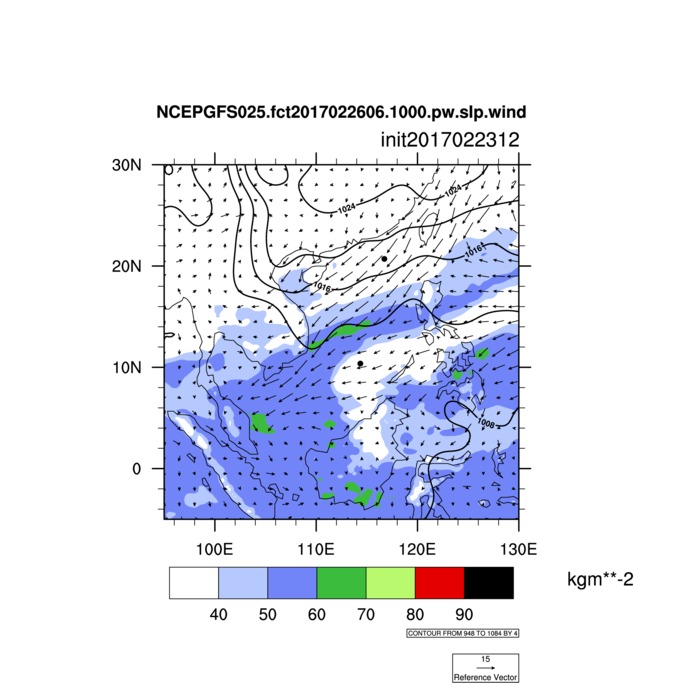 NCEPGFS025.fct2017022606.1000.pw.slp.wind
init2017022312
30N
20N
10N
0
1024
1024
1016
1016
1008
100E 110E 120E 130E
kgm**-2
40 50 60 70 80 90
CONTOUR FROM 948 TO 1084 BY 4
15
Reference Vector